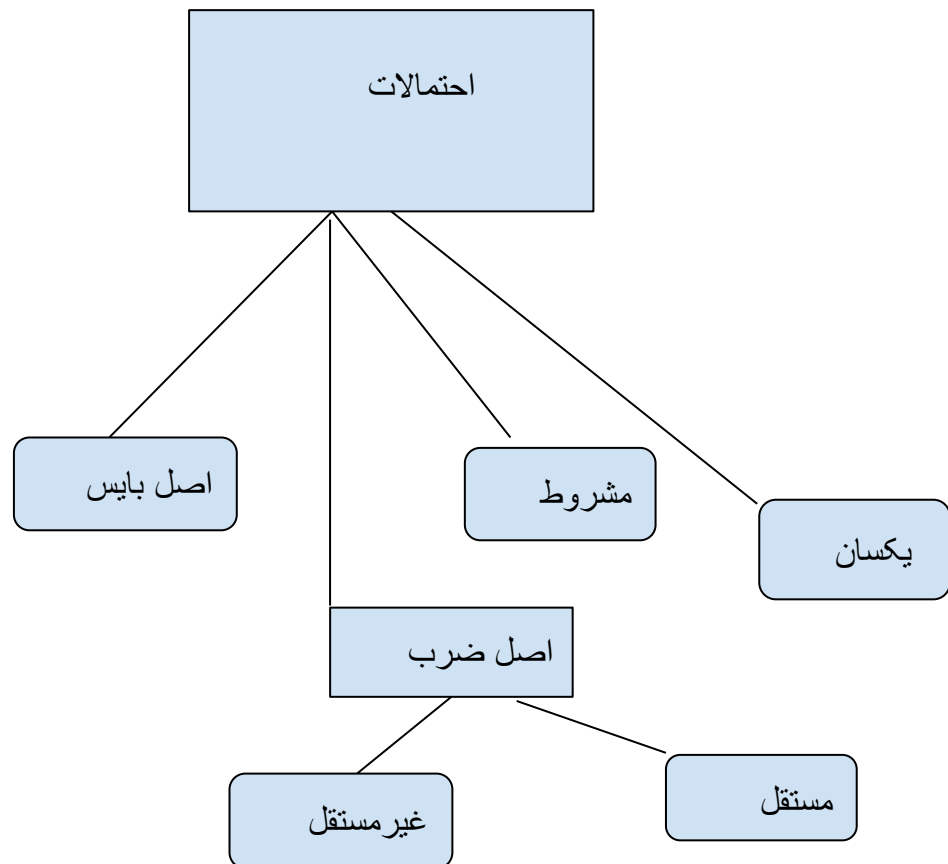 احتمالات
اصل بایس
مشروط
یکسان
اصل ضرب
غیرمستقل
مستقل